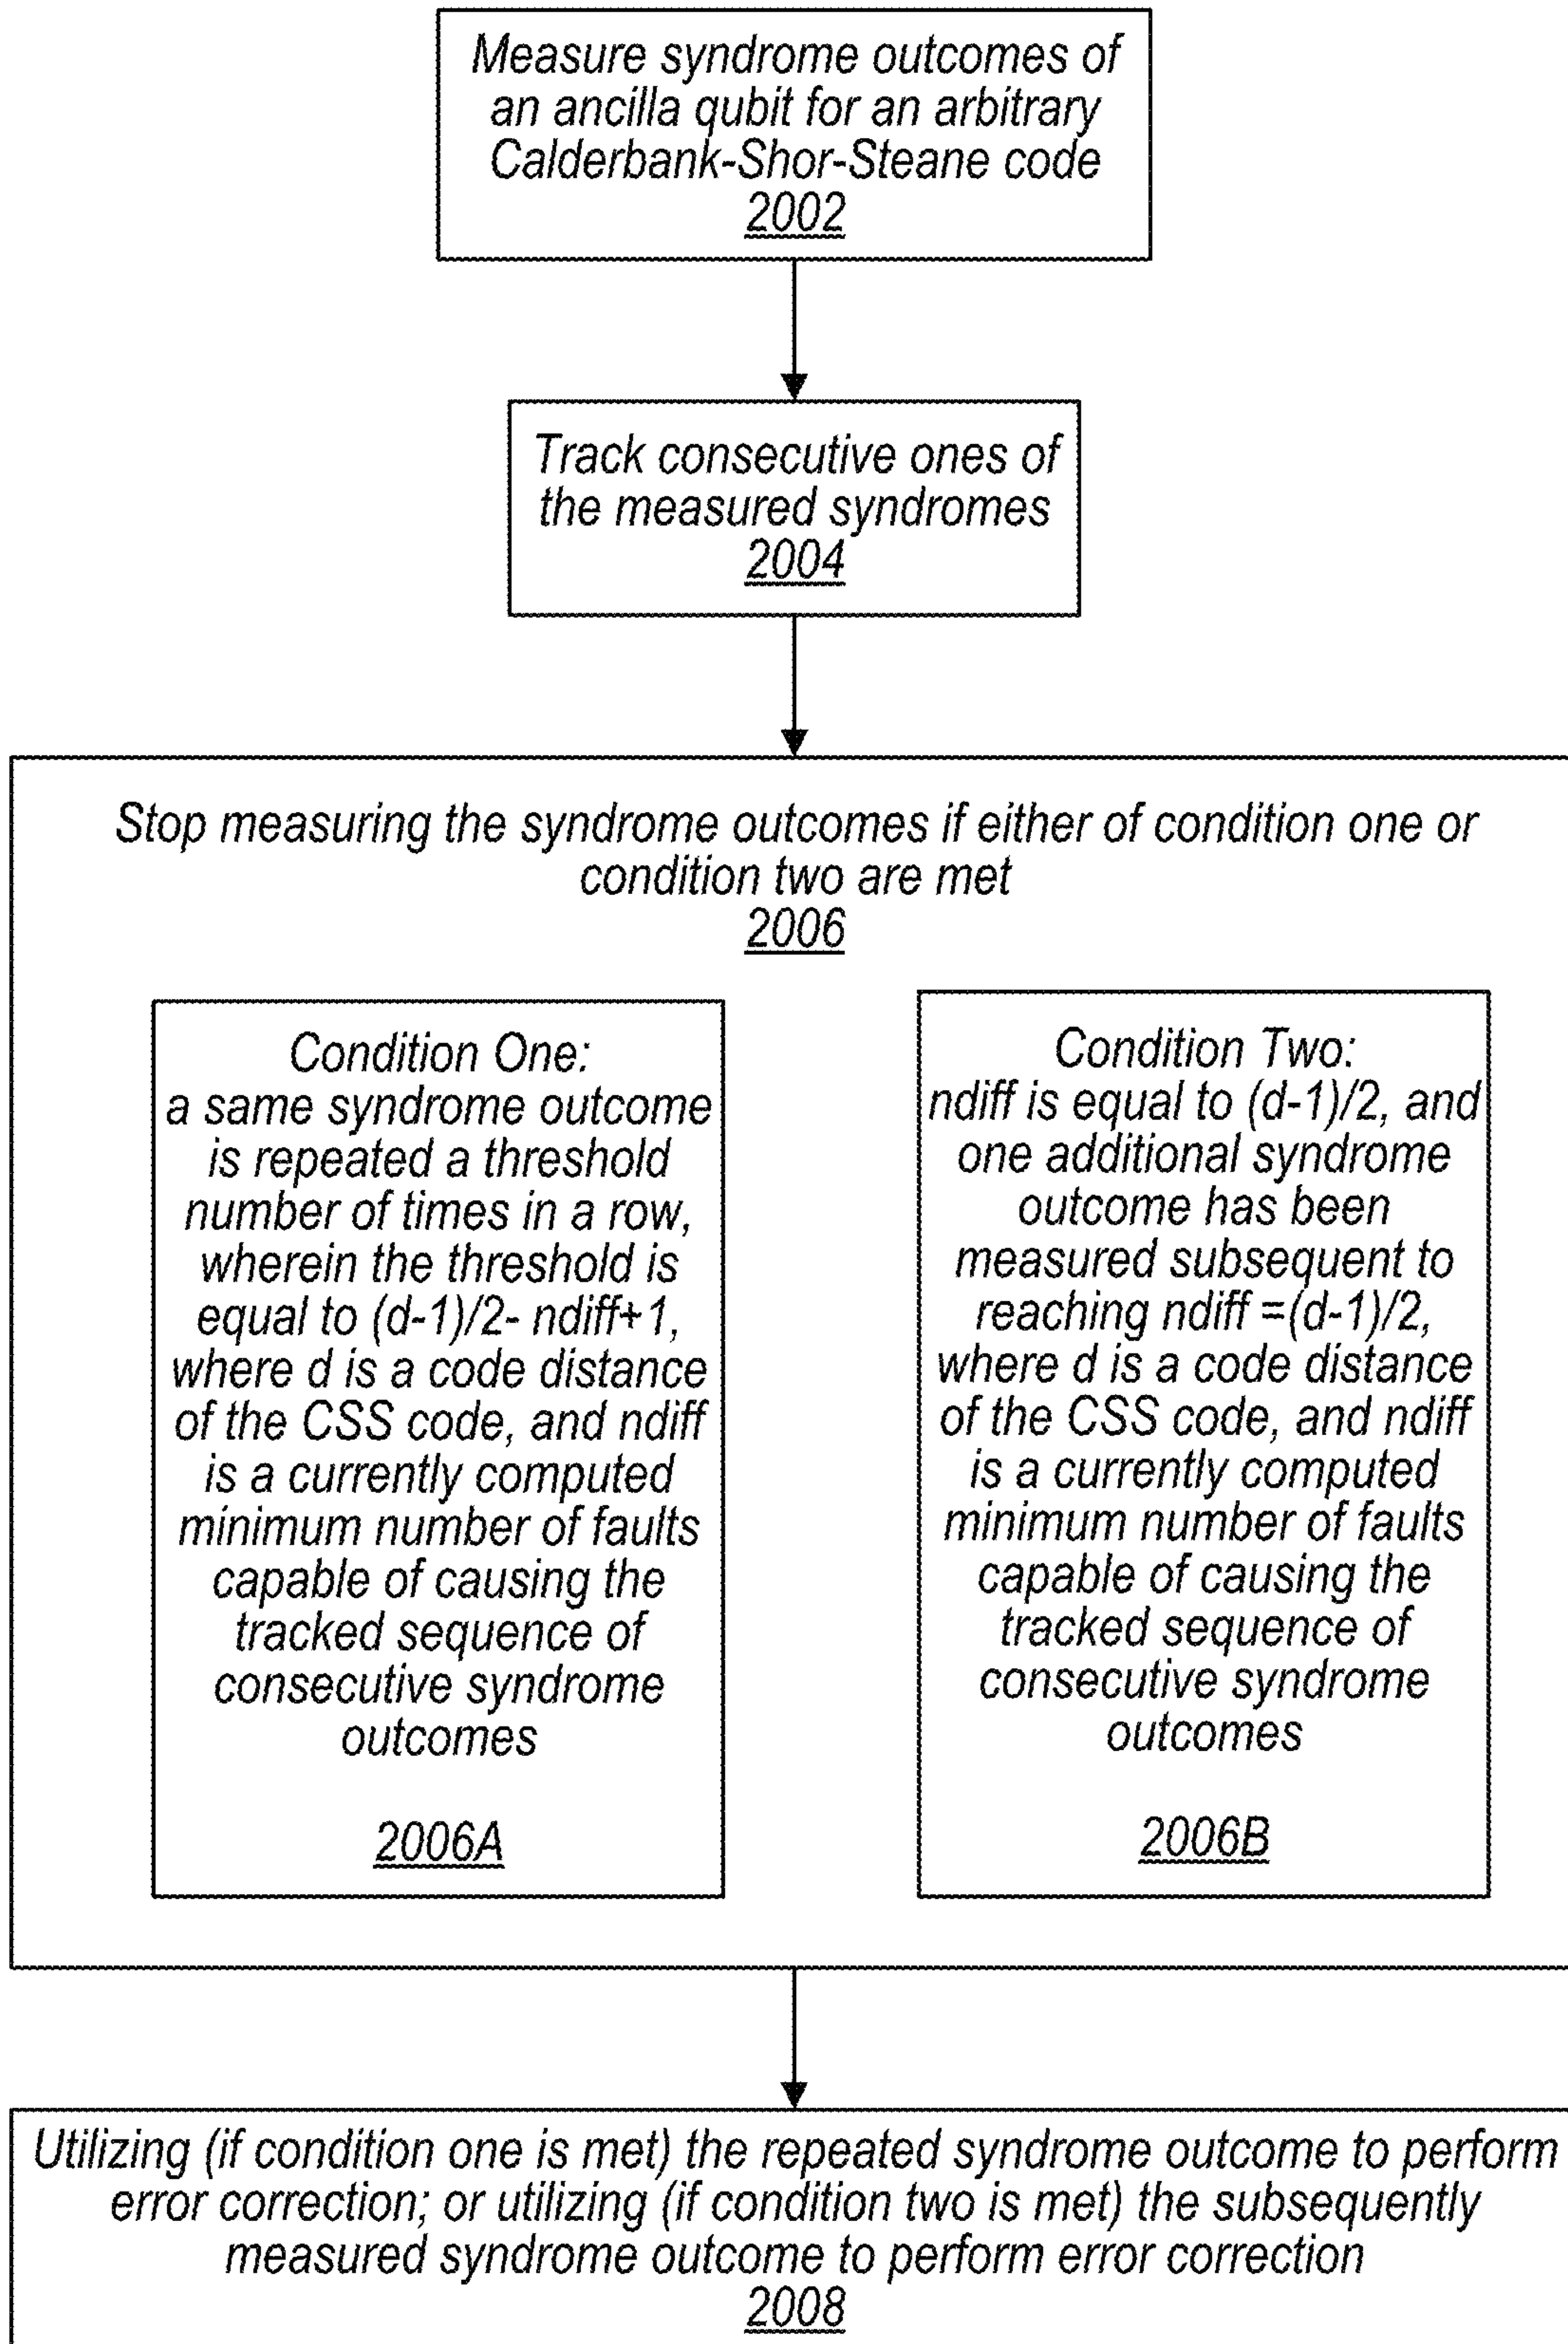 Measure syndrome outcomes of
an ancilla qubit for an arbitrary
Calderbank-Shor-Steane code
2002
Track consecutive ones of
the measured syndromes
2004
Stop measuring the syndrome outcomes if either of condition one or
condition two are met
2006
Condition One:
a same syndrome outcome
is repeated a threshold
number of times in a row,
wherein the threshold is
equal to (d-1)/2- ndiff+1,
where d is a code distance
of the CSS code, and ndiff
is a currently computed
minimum number of faults
capable of causing the
tracked sequence of
consecutive syndrome
outcomes
2006A
Condition Two:
ndiff is equal to (d-1)/2, and
one additional syndrome
outcome has been
measured subsequent to
reaching ndiff =(d-1)/2,
where d is a code distance
of the CSS code, and ndiff
is a currently computed
minimum number of faults
capable of causing the
tracked sequence of
consecutive syndrome
outcomes
2006B
Utilizing (if condition one is met) the repeated syndrome outcome to perform
error correction; or utilizing (if condition two is met) the subsequently
measured syndrome outcome to perform error correction
2008